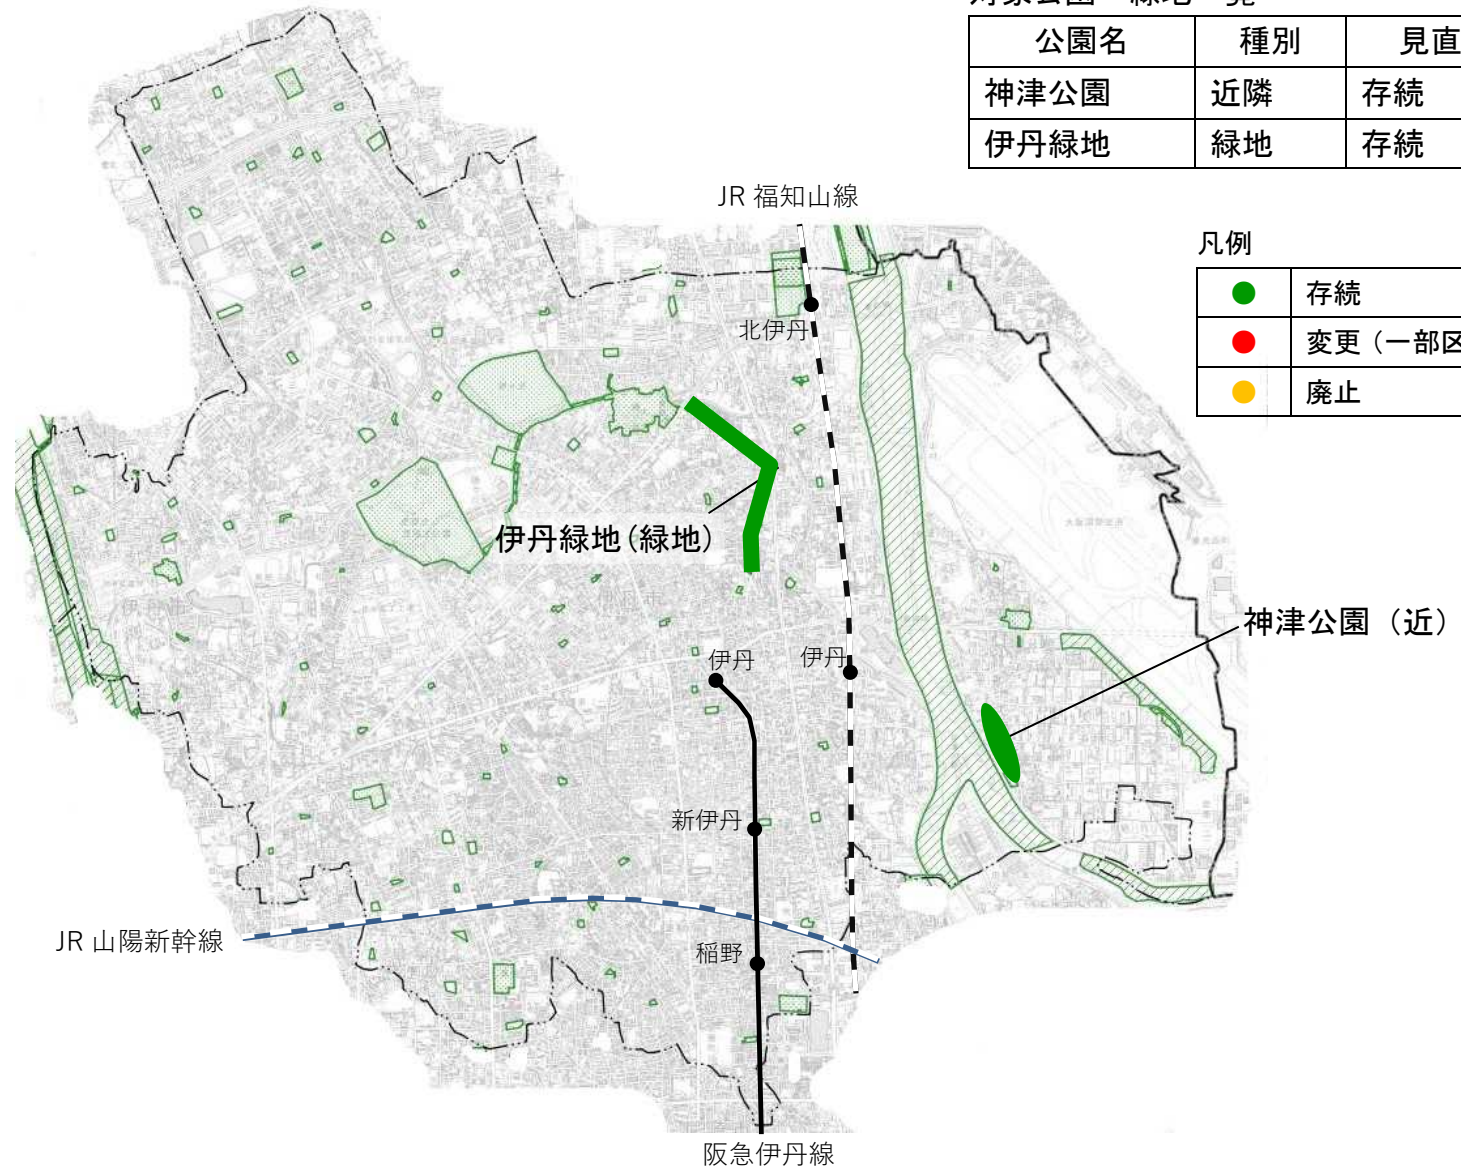 公園名 種別 見直
神津公園 近隣 存続
伊丹緑地 緑地 存続
JR 福知山線
凡例
存続
変更（一部区
廃止
北伊丹
伊丹緑地（緑地）
神津公園（近）
伊丹
伊丹
新伊丹
JR 山陽新幹線
稲野
阪急伊丹線